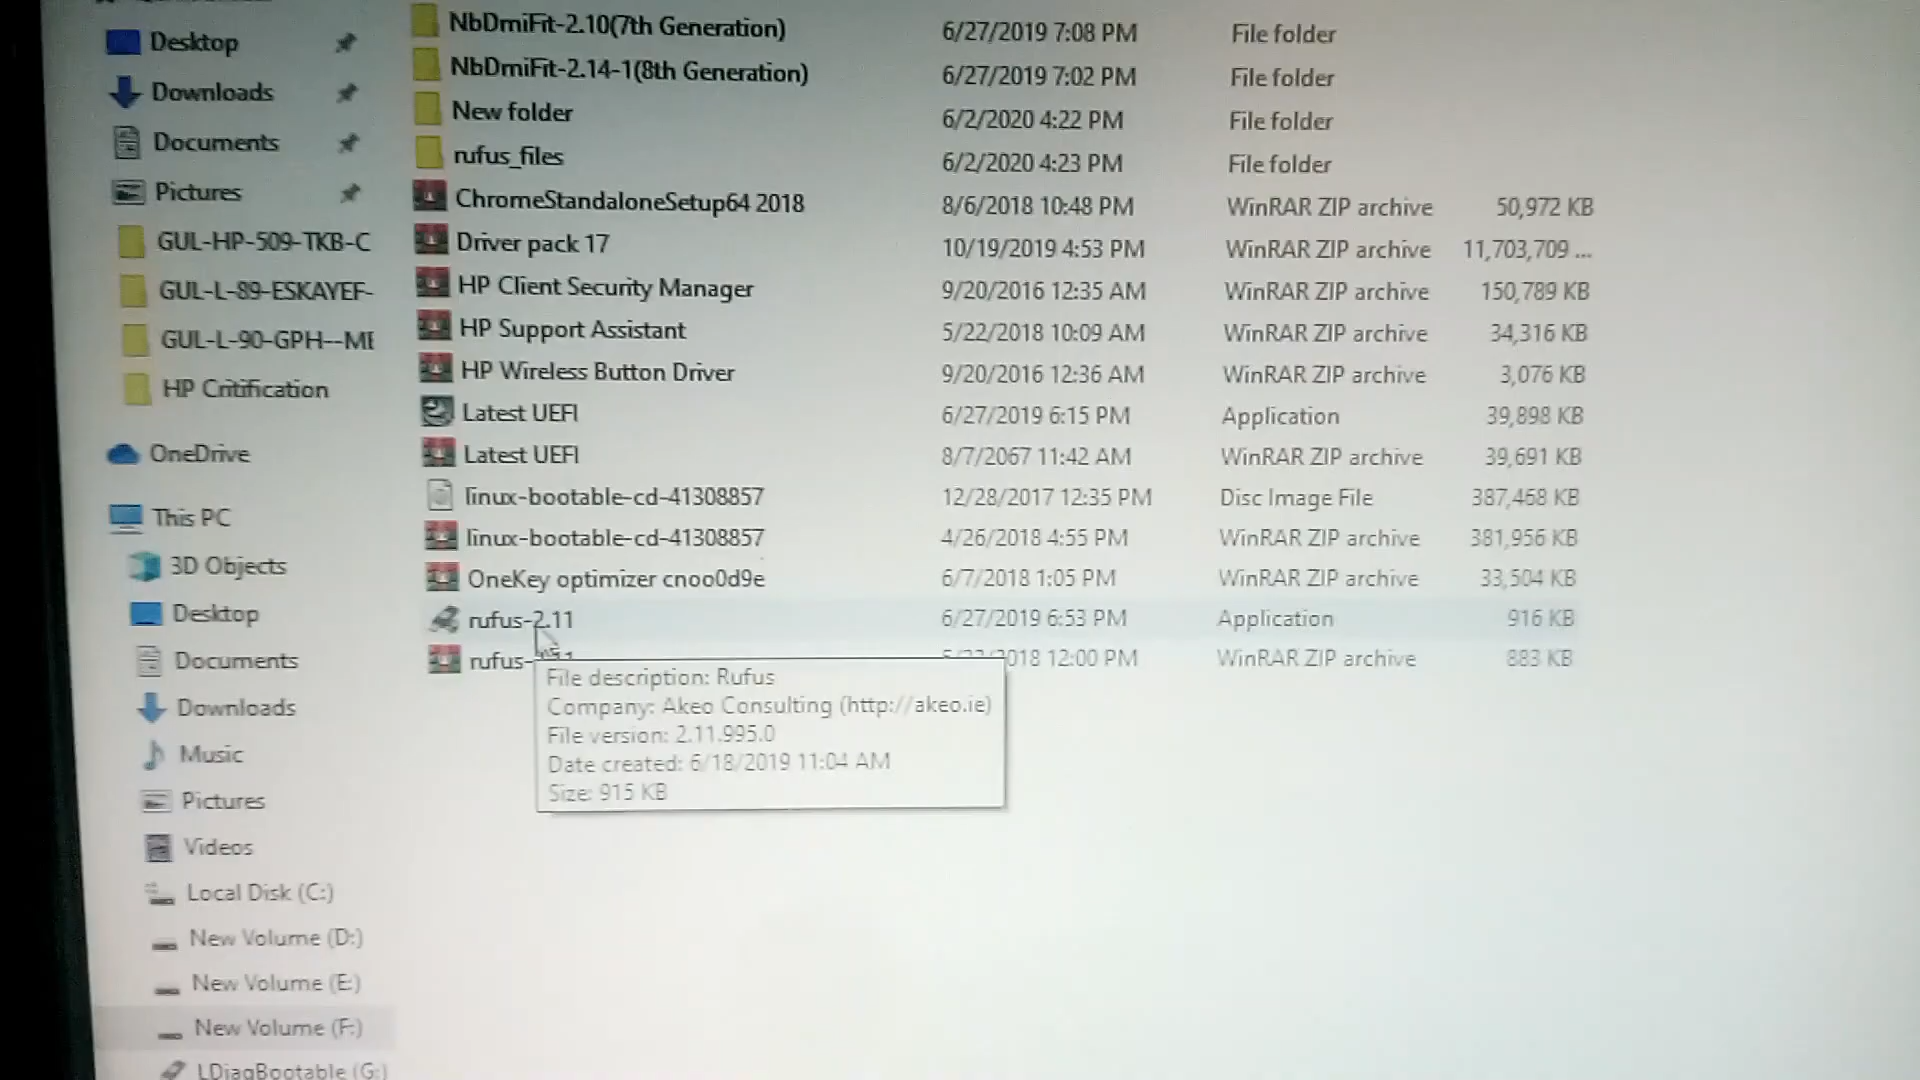 Desktop
Downloads
Documents
Pictures
GUL-HP-509-TKB-C
GUL-L-89-ESKAYEF-
GUL-L-90-GPH--ME
HP Critification
OneDrive
This PC
3D Objects
Desktop
Documents
Downloads
Music
Pictures
Videos
Local Disk (C:)
New Volume (D:)
New Volume (E:)
New Volume (F:)
LDiagBootable (G:)
NbDmiFit-2.10(7th Generation) 6/27/2019 7:08 PM File folder
NbDmiFit-2.14-1(8th Generation) 6/27/2019 7:02 PM File folder
New folder 6/2/2020 4:22 PM File folder
rufus_files 6/2/2020 4:23 PM File folder
ChromeStandaloneSetup64 2018 8/6/2018 10:48 PM WinRAR ZIP archive 50,972 KB
Driver pack 17 10/19/2019 4:53 PM WinRAR ZIP archive 11,703,709 ...
HP Client Security Manager 9/20/2016 12:35 AM WinRAR ZIP archive 150,789 KB
HP Support Assistant 5/22/2018 10:09 AM WinRAR ZIP archive 34,316 KB
HP Wireless Button Driver 9/20/2016 12:36 AM WinRAR ZIP archive 3,076 KB
Latest UEFI 6/27/2019 6:15 PM Application 39,898 KB
Latest UEFI 8/7/2067 11:42 AM WinRAR ZIP archive 39,691 KB
linux-bootable-cd-41308857 12/28/2017 12:35 PM Disc Image File 387,468 KB
linux-bootable-cd-41308857 4/26/2018 4:55 PM WinRAR ZIP archive 381,956 KB
OneKey optimizer cnoo0d9e 6/7/2018 1:05 PM WinRAR ZIP archive 33,504 KB
rufus-2.11 6/27/2019 6:53 PM Application 916 KB
rufus- 2018 12:00 PM WinRAR ZIP archive 883 KB
File description: Rufus
Company: Akeo Consulting (http://akeo.ie)
File version: 2.11.995.0
Date created: 6/18/2019 11:04 AM
Size: 915 KB